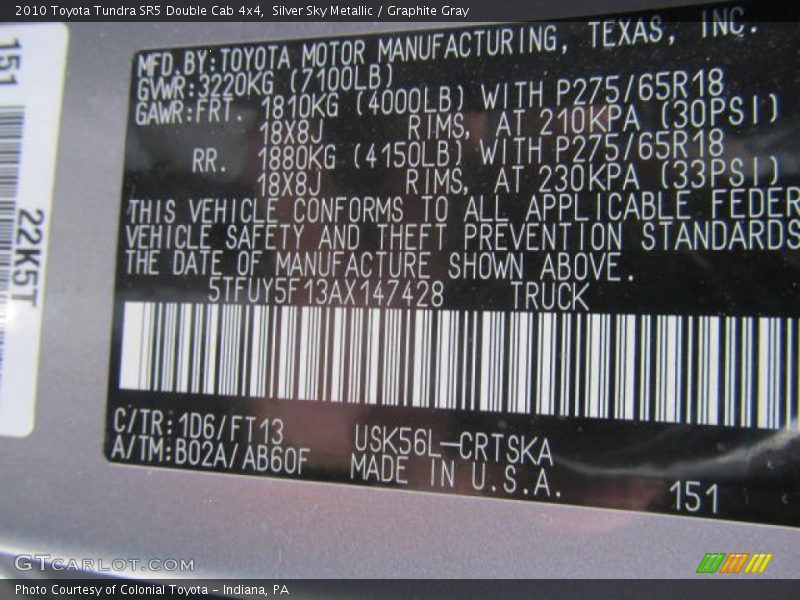 2010 Toyota Tundra SR5 Double Cab 4x4, Silver Sky Metallic / Graphite Gray
151
22K5T
MFD.BY:TOYOTA MOTOR MANUFACTURING, TEXAS, INC.
GVWR:3220KG (7100LB)
GAWR:FRT. 1810KG (4000LB) WITH P275/65R18
18X8J RIMS, AT 210KPA (30PSI)
RR. 1880KG (4150LB) WITH P275/65R18
18X8J RIMS, AT 230KPA (33PSI)
THIS VEHICLE CONFORMS TO ALL APPLICABLE FEDER
VEHICLE SAFETY AND THEFT PREVENTION STANDARDS
THE DATE OF MANUFACTURE SHOWN ABOVE.
5TFUY5F13AX147428 TRUCK
C/TR:1D6/FT13 USK56L-CRTSKA
A/TM:B02A/AB60F MADE IN U.S.A.
151
GTCARLOT.COM
Photo Courtesy of Colonial Toyota - Indiana, PA